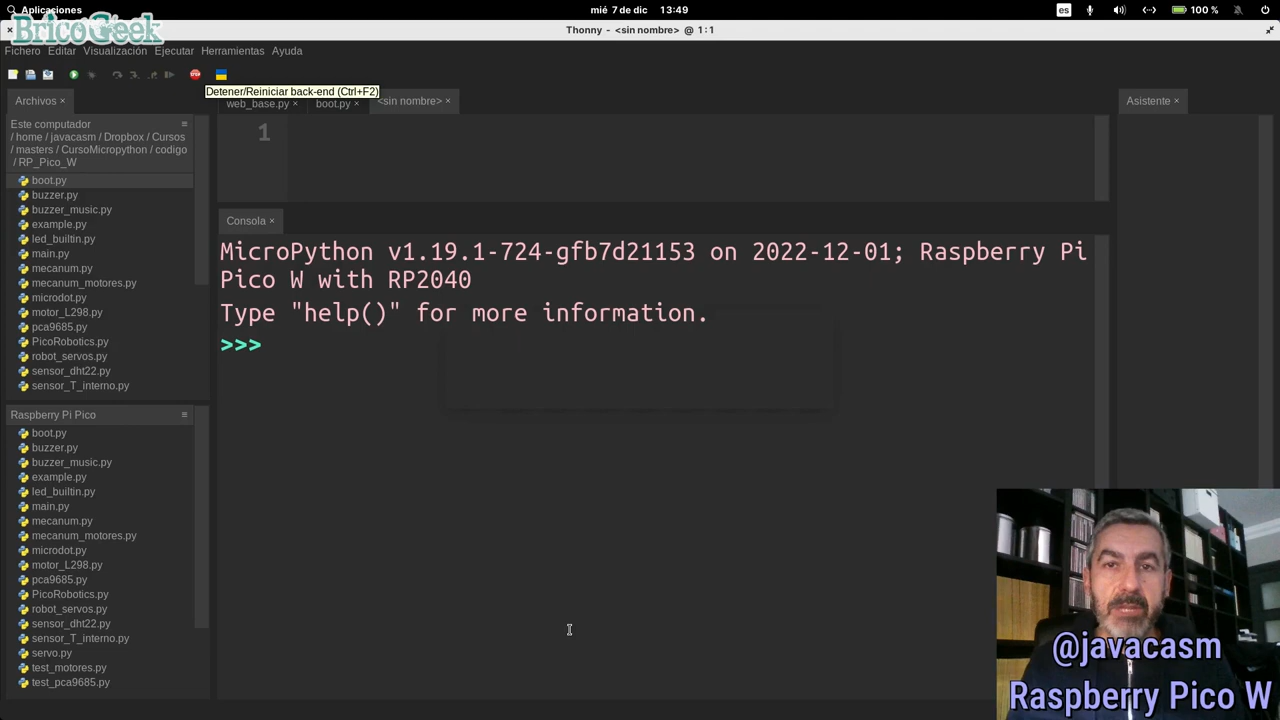 Aplicaciones
mié 7 de dic 13:49
es
100 %
BricoGeek
Thonny - <sin nombre> @ 1:1
Fichero Editar Visualización Ejecutar Herramientas Ayuda
Detener/Reiniciar back-end (Ctrl+F2)
Archivos ×
web_base.py × boot.py × <sin nombre> ×
Asistente ×
Este computador
/ home / javacasm / Dropbox / Cursos
/ masters / CursoMicropython / codigo
/ RP_Pico_W
boot.py
buzzer.py
buzzer_music.py
example.py
led_builtin.py
main.py
mecanum.py
mecanum_motores.py
microdot.py
motor_L298.py
pca9685.py
PicoRobotics.py
robot_servos.py
sensor_dht22.py
sensor_T_interno.py
Raspberry Pi Pico
boot.py
buzzer.py
buzzer_music.py
example.py
led_builtin.py
main.py
mecanum.py
mecanum_motores.py
microdot.py
motor_L298.py
pca9685.py
PicoRobotics.py
robot_servos.py
sensor_dht22.py
sensor_T_interno.py
servo.py
test_motores.py
test_pca9685.py
1
Consola ×
MicroPython v1.19.1-724-gfb7d21153 on 2022-12-01; Raspberry Pi
Pico W with RP2040
Type "help()" for more information.
>>>
@javacasm
Raspberry Pico W